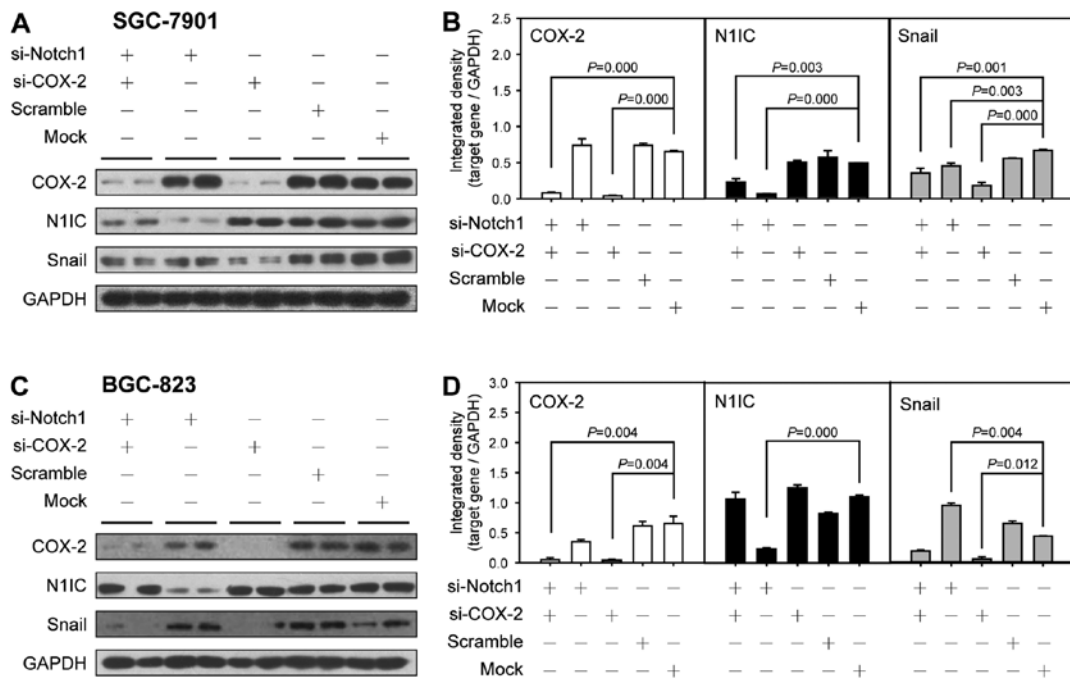 A
SGC-7901
si-Notch1 + + − − −
si-COX-2 + − + − −
Scramble − − − + −
Mock − − − − +
COX-2
N1IC
Snail
GAPDH
B
Integrated density
(target gene / GAPDH)
2.5
2.0
1.5
1.0
0.5
0.0
COX-2
P=0.000
P=0.000
N1IC
P=0.003
P=0.000
Snail
P=0.001
P=0.003
P=0.000
si-Notch1 + + − − − + + − − − + + − − −
si-COX-2 + − + − − + − + − − + − + − −
Scramble − − − + − − − − + − − − − + −
Mock − − − − + − − − − + − − − − +
C
BGC-823
si-Notch1 + + − − −
si-COX-2 + − + − −
Scramble − − − + −
Mock − − − − +
COX-2
N1IC
Snail
GAPDH
D
Integrated density
(target gene / GAPDH)
3.0
2.5
2.0
1.5
1.0
0.5
0.0
COX-2
P=0.004
P=0.004
N1IC
P=0.000
Snail
P=0.004
P=0.012
si-Notch1 + + − − − + + − − − + + − − −
si-COX-2 + − + − − + − + − − + − + − −
Scramble − − − + − − − − + − − − − + −
Mock − − − − + − − − − + − − − − +